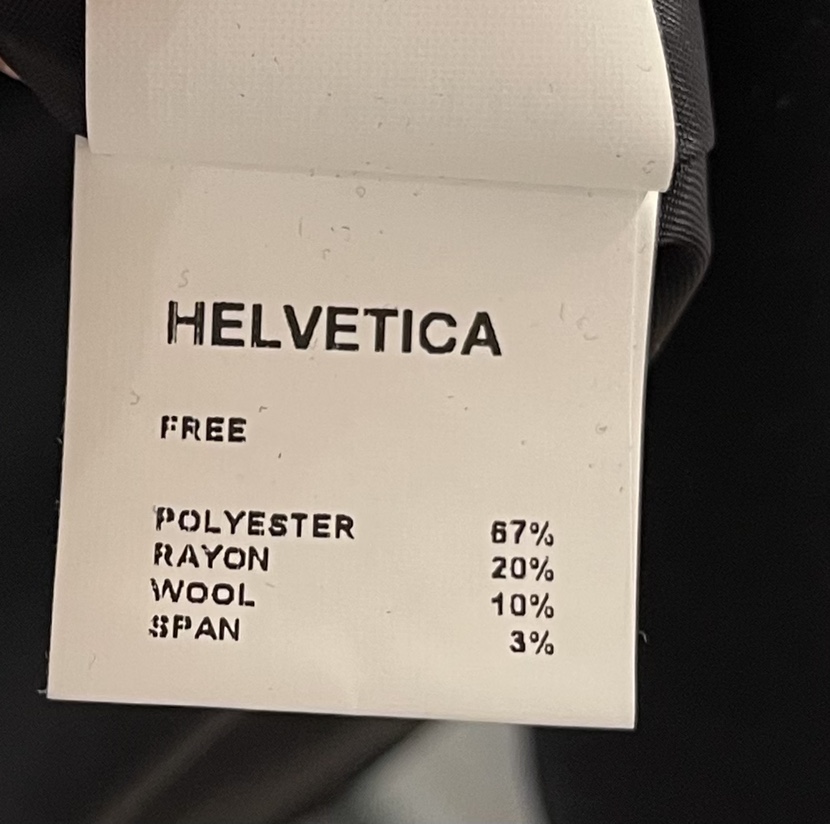 HELVETICA
FREE
POLYESTER 67%
RAYON 20%
WOOL 10%
SPAN 3%